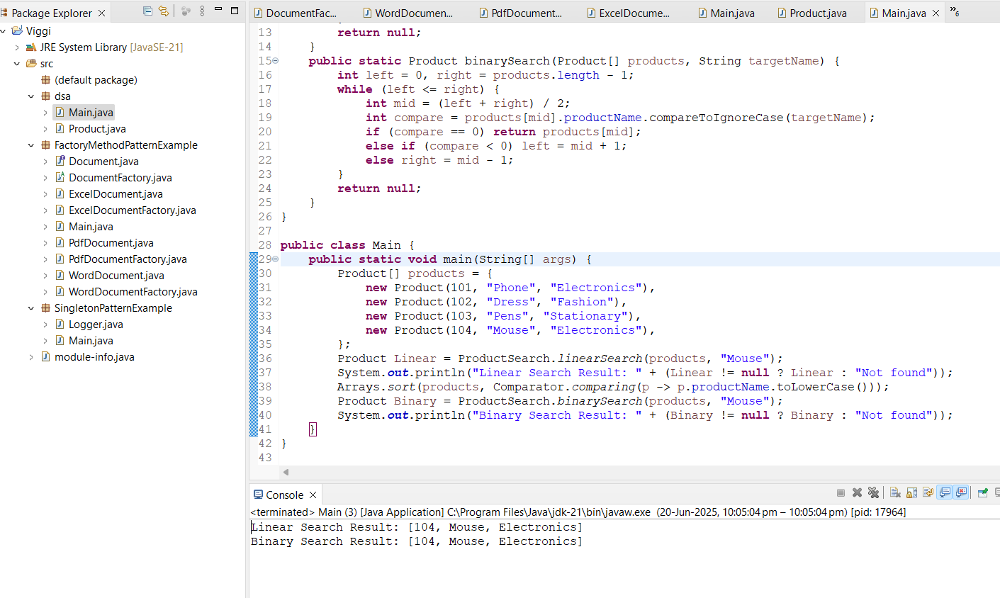 Package Explorer
Viggi
JRE System Library [JavaSE-21]
src
(default package)
dsa
Main.java
Product.java
FactoryMethodPatternExample
Document.java
DocumentFactory.java
ExcelDocument.java
ExcelDocumentFactory.java
Main.java
PdfDocument.java
PdfDocumentFactory.java
WordDocument.java
WordDocumentFactory.java
SingletonPatternExample
Logger.java
Main.java
module-info.java
DocumentFac... WordDocumen... PdfDocument... ExcelDocume... Main.java Product.java Main.java »6
13 return null;
14 }
15 public static Product binarySearch(Product[] products, String targetName) {
16 int left = 0, right = products.length - 1;
17 while (left <= right) {
18 int mid = (left + right) / 2;
19 int compare = products[mid].productName.compareToIgnoreCase(targetName);
20 if (compare == 0) return products[mid];
21 else if (compare < 0) left = mid + 1;
22 else right = mid - 1;
23 }
24 return null;
25 }
26 }
27
28 public class Main {
29 public static void main(String[] args) {
30 Product[] products = {
31 new Product(101, "Phone", "Electronics"),
32 new Product(102, "Dress", "Fashion"),
33 new Product(103, "Pens", "Stationary"),
34 new Product(104, "Mouse", "Electronics"),
35 };
36 Product Linear = ProductSearch.linearSearch(products, "Mouse");
37 System.out.println("Linear Search Result: " + (Linear != null ? Linear : "Not found"));
38 Arrays.sort(products, Comparator.comparing(p -> p.productName.toLowerCase()));
39 Product Binary = ProductSearch.binarySearch(products, "Mouse");
40 System.out.println("Binary Search Result: " + (Binary != null ? Binary : "Not found"));
41 }
42 }
43
Console
<terminated> Main (3) [Java Application] C:\Program Files\Java\jdk-21\bin\javaw.exe (20-Jun-2025, 10:05:04 pm – 10:05:04 pm) [pid: 17964]
Linear Search Result: [104, Mouse, Electronics]
Binary Search Result: [104, Mouse, Electronics]